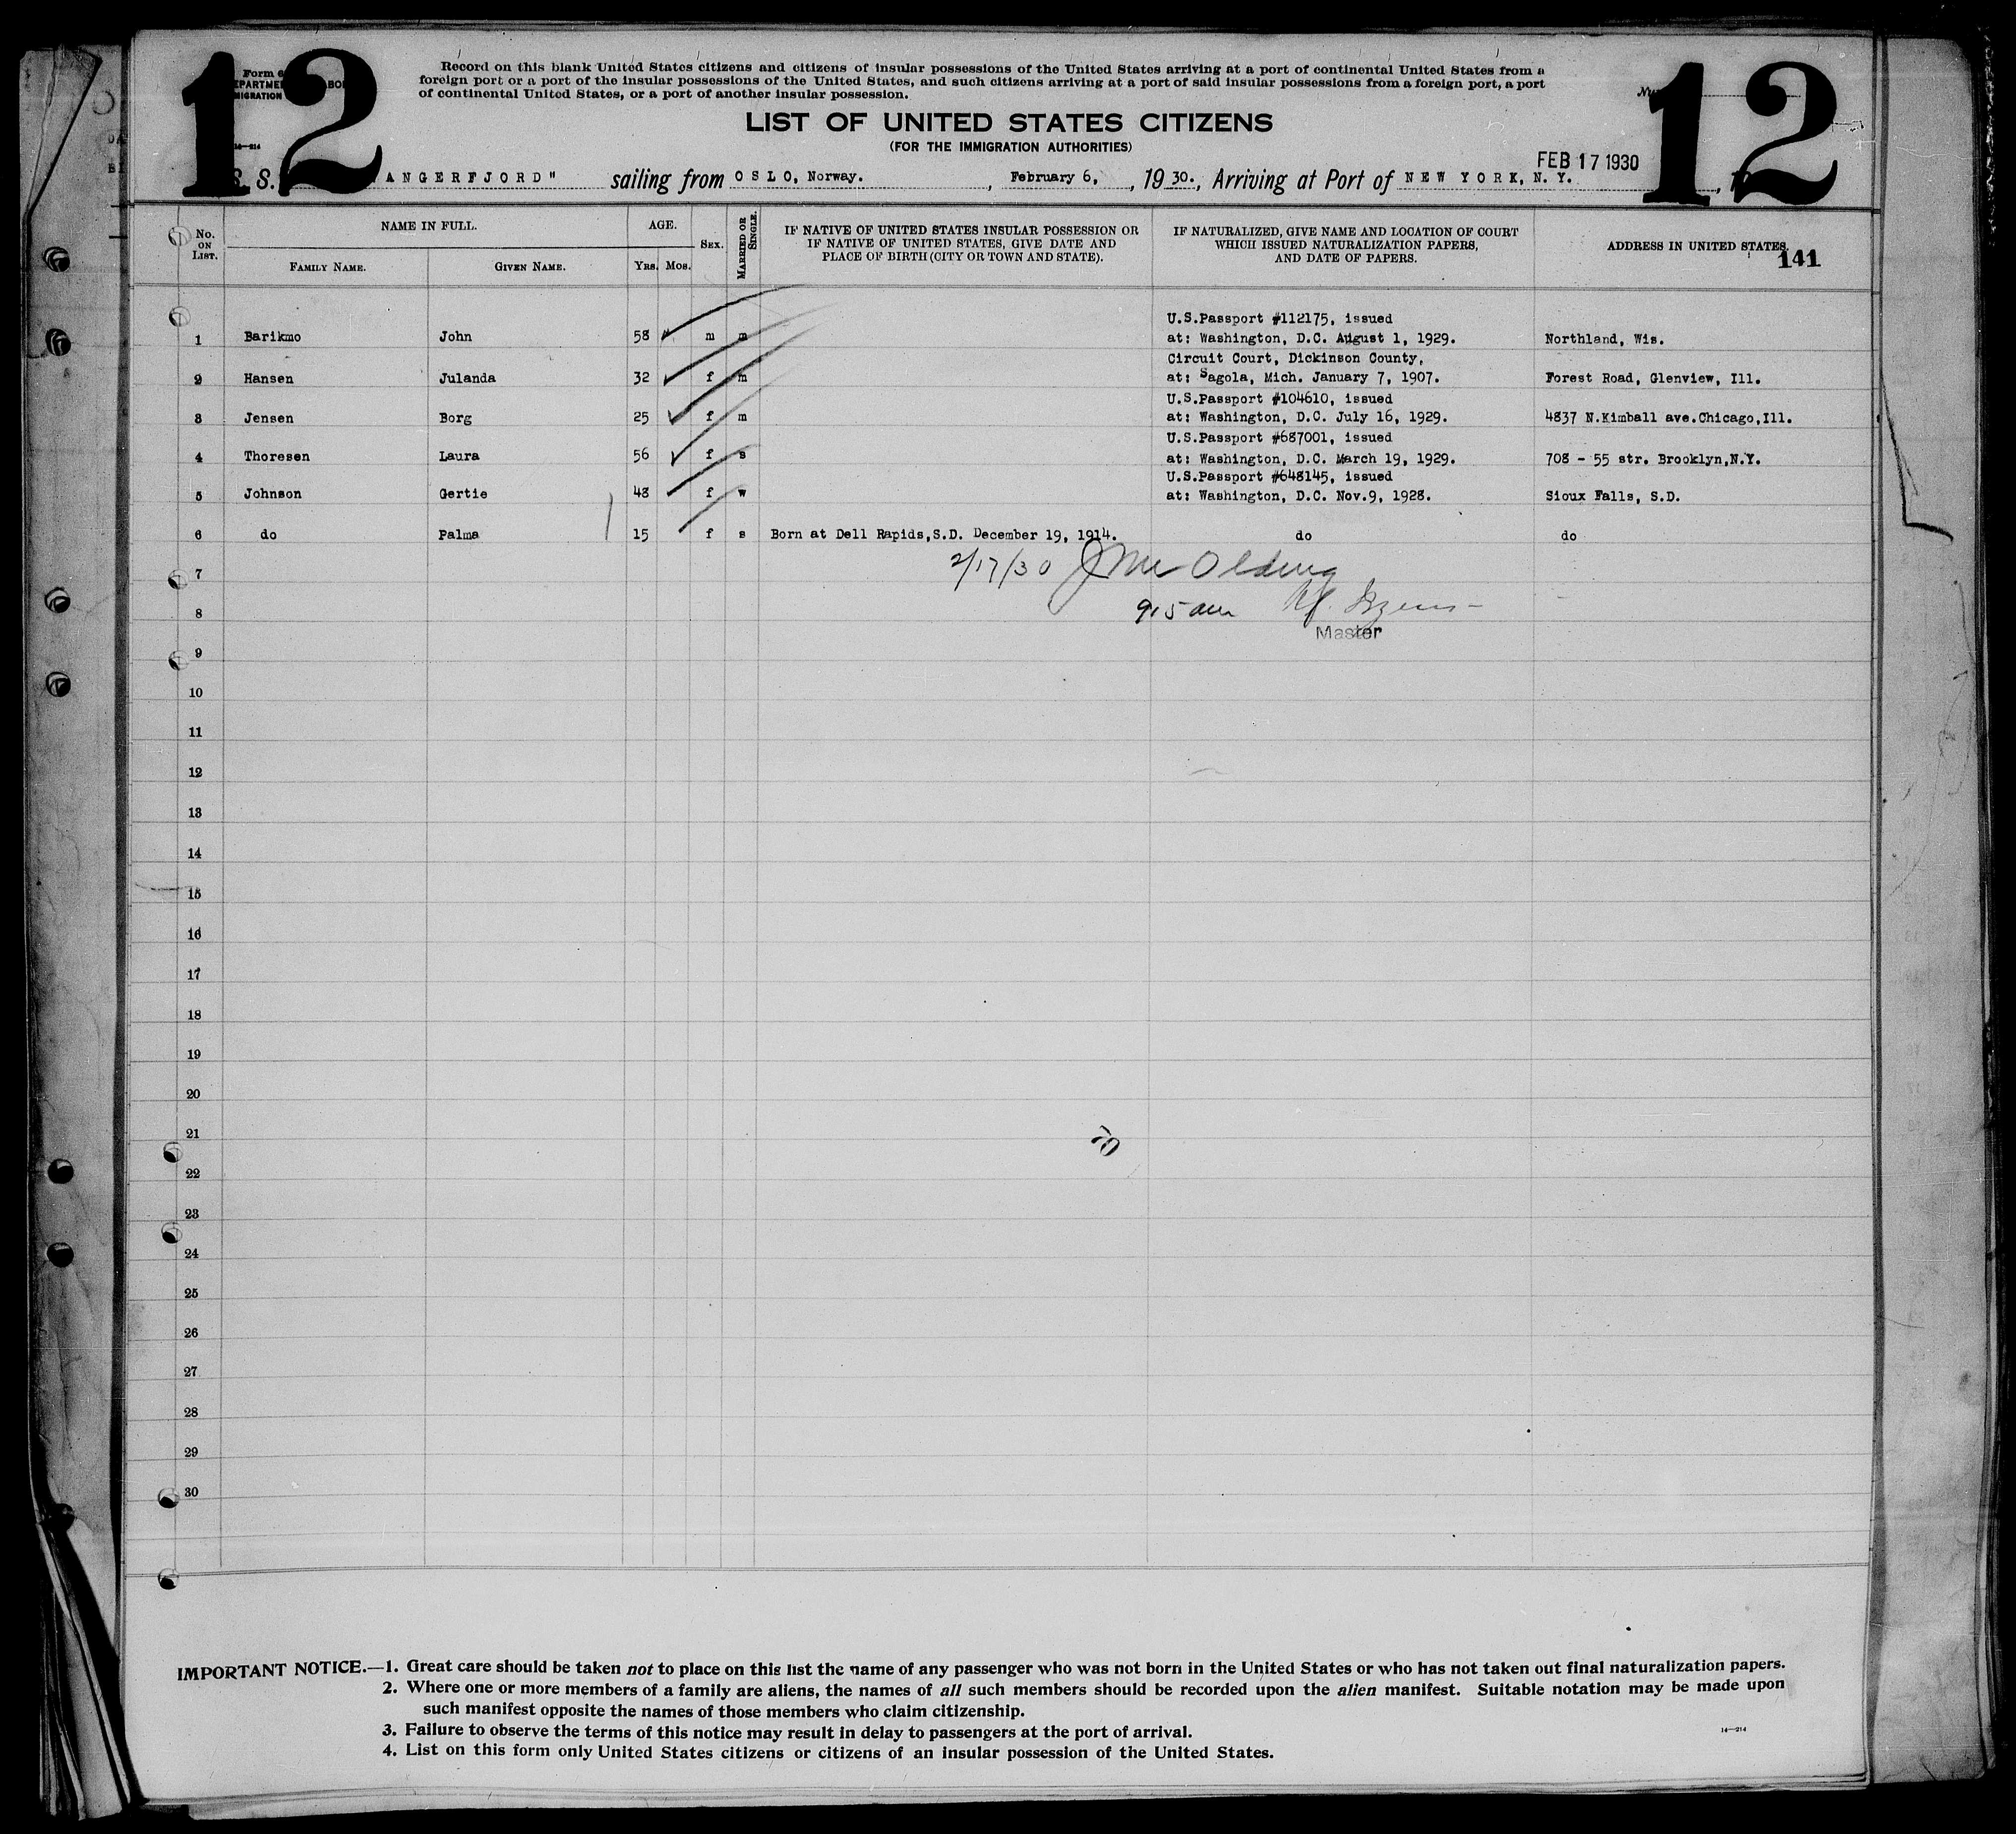 12
12
Form 6
Record on this blank United States citizens and citizens of insular possessions of the United States arriving at a port of continental United States from a
foreign port or a port of the insular possessions of the United States, and such citizens arriving at a port of said insular possessions from a foreign port, a port
of continental United States, or a port of another insular possession.
LIST OF UNITED STATES CITIZENS
(FOR THE IMMIGRATION AUTHORITIES)
FEB 17 1930
S. S. ANGERFJORD" sailing from OSLO, Norway. , February 6, , 19 30., Arriving at Port of NEW YORK, N. Y.
No. ON LIST.
NAME IN FULL.
FAMILY NAME.
GIVEN NAME.
AGE.
YRS. MOS.
SEX.
MARRIED OR SINGLE.
IF NATIVE OF UNITED STATES INSULAR POSSESSION OR
IF NATIVE OF UNITED STATES, GIVE DATE AND
PLACE OF BIRTH (CITY OR TOWN AND STATE).
IF NATURALIZED, GIVE NAME AND LOCATION OF COURT
WHICH ISSUED NATURALIZATION PAPERS,
AND DATE OF PAPERS.
ADDRESS IN UNITED STATES.
141
U.S.Passport #112175, issued
1 Barikmo John 58 m m at: Washington, D.C. August 1, 1929. Northland, Wis.
Circuit Court, Dickinson County,
2 Hansen Julanda 32 f m at: Sagola, Mich. January 7, 1907. Forest Road, Glenview, Ill.
U.S.Passport #104610, issued
3 Jensen Borg 25 f m at: Washington, D.C. July 16, 1929. 4837 N.Kimball ave.Chicago,Ill.
U.S.Passport #687001, issued
4 Thoresen Laura 56 f s at: Washington, D.C. March 19, 1929. 708 - 55 str. Brooklyn,N.Y.
U.S.Passport #648145, issued
5 Johnson Gertie 48 f w at: Washington, D.C. Nov.9, 1928. Sioux Falls, S.D.
6 do Palma 15 f s Born at Dell Rapids,S.D. December 19, 1914. do do
7 2/17/30
8 915 am
Master
9
10
11
12
13
14
15
16
17
18
19
20
21
22
23
24
25
26
27
28
29
30
IMPORTANT NOTICE.—1. Great care should be taken not to place on this list the name of any passenger who was not born in the United States or who has not taken out final naturalization papers.
2. Where one or more members of a family are aliens, the names of all such members should be recorded upon the alien manifest. Suitable notation may be made upon
such manifest opposite the names of those members who claim citizenship.
3. Failure to observe the terms of this notice may result in delay to passengers at the port of arrival.
14—214
4. List on this form only United States citizens or citizens of an insular possession of the United States.